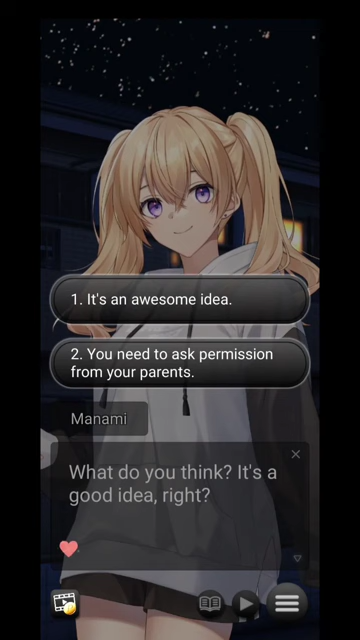 1. It's an awesome idea.
2. You need to ask permission
from your parents.
Manami
What do you think? It's a
good idea, right?